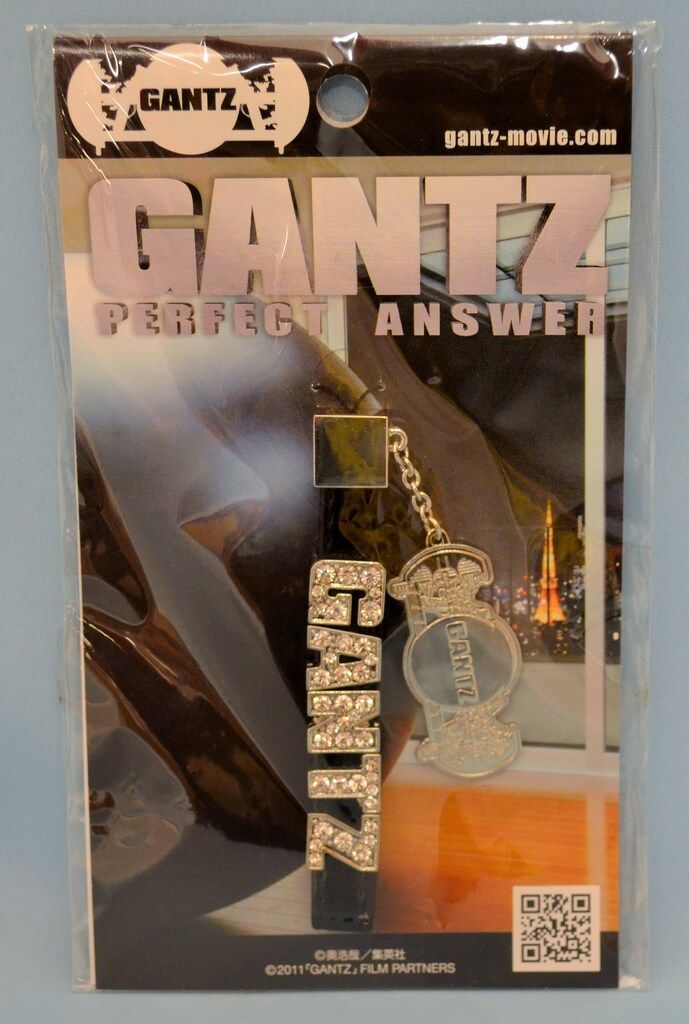 GANTZ
gantz-movie.com
GANTZ
PERFECT ANSWER
GANTZ
GANTZ
©奥浩哉／集英社
©2011「GANTZ」FILM PARTNERS